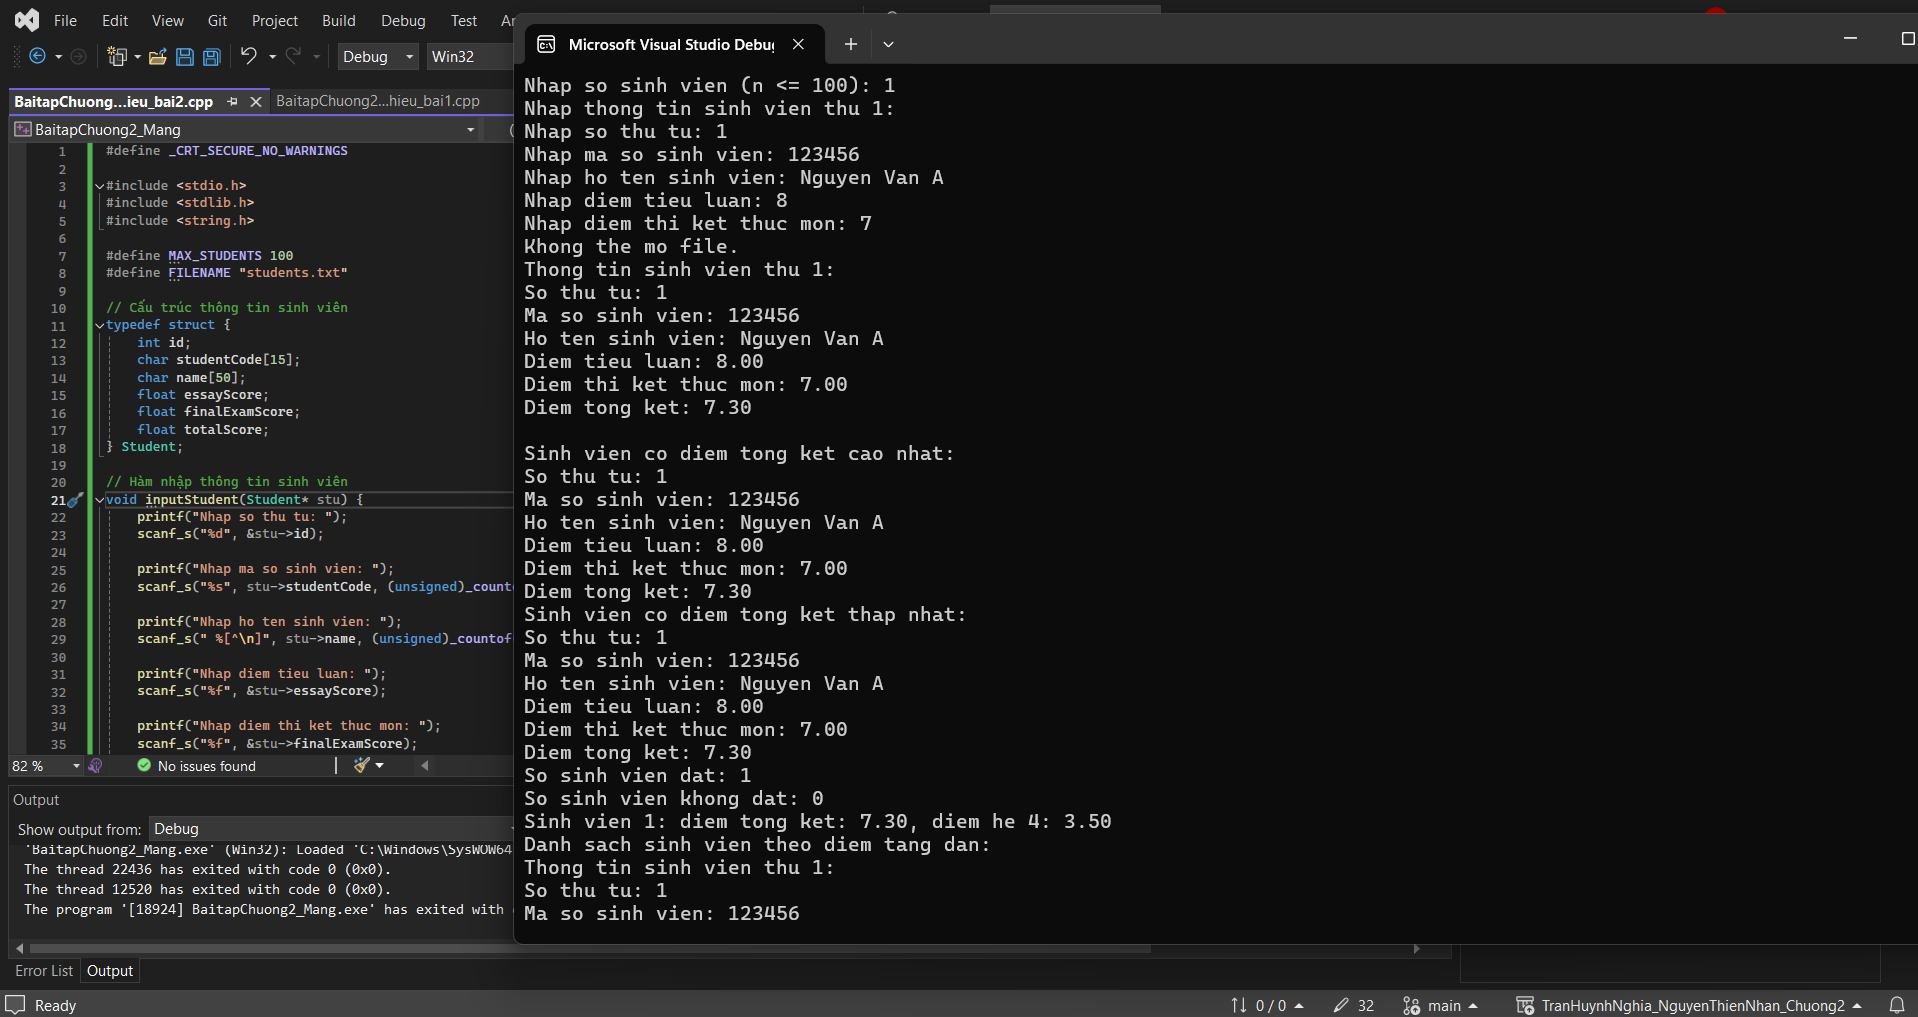 File Edit View Git Project Build Debug Test
Debug Win32
BaitapChuong...ieu_bai2.cpp BaitapChuong2...hieu_bai1.cpp
BaitapChuong2_Mang
1 #define _CRT_SECURE_NO_WARNINGS
2
3 #include <stdio.h>
4 #include <stdlib.h>
5 #include <string.h>
6
7 #define MAX_STUDENTS 100
8 #define FILENAME "students.txt"
9
10 // Cấu trúc thông tin sinh viên
11 typedef struct {
12 int id;
13 char studentCode[15];
14 char name[50];
15 float essayScore;
16 float finalExamScore;
17 float totalScore;
18 } Student;
19
20 // Hàm nhập thông tin sinh viên
21 void inputStudent(Student* stu) {
22 printf("Nhap so thu tu: ");
23 scanf_s("%d", &stu->id);
24
25 printf("Nhap ma so sinh vien: ");
26 scanf_s("%s", stu->studentCode, (unsigned)_count
27
28 printf("Nhap ho ten sinh vien: ");
29 scanf_s(" %[^\n]", stu->name, (unsigned)_countof
30
31 printf("Nhap diem tieu luan: ");
32 scanf_s("%f", &stu->essayScore);
33
34 printf("Nhap diem thi ket thuc mon: ");
35 scanf_s("%f", &stu->finalExamScore);
82 % No issues found
Output
Show output from: Debug
'BaitapChuong2_Mang.exe' (Win32): Loaded 'C:\Windows\SysWOW64
The thread 22436 has exited with code 0 (0x0).
The thread 12520 has exited with code 0 (0x0).
The program '[18924] BaitapChuong2_Mang.exe' has exited with
Error List Output
Microsoft Visual Studio Debug
Nhap so sinh vien (n <= 100): 1
Nhap thong tin sinh vien thu 1:
Nhap so thu tu: 1
Nhap ma so sinh vien: 123456
Nhap ho ten sinh vien: Nguyen Van A
Nhap diem tieu luan: 8
Nhap diem thi ket thuc mon: 7
Khong the mo file.
Thong tin sinh vien thu 1:
So thu tu: 1
Ma so sinh vien: 123456
Ho ten sinh vien: Nguyen Van A
Diem tieu luan: 8.00
Diem thi ket thuc mon: 7.00
Diem tong ket: 7.30

Sinh vien co diem tong ket cao nhat:
So thu tu: 1
Ma so sinh vien: 123456
Ho ten sinh vien: Nguyen Van A
Diem tieu luan: 8.00
Diem thi ket thuc mon: 7.00
Diem tong ket: 7.30
Sinh vien co diem tong ket thap nhat:
So thu tu: 1
Ma so sinh vien: 123456
Ho ten sinh vien: Nguyen Van A
Diem tieu luan: 8.00
Diem thi ket thuc mon: 7.00
Diem tong ket: 7.30
So sinh vien dat: 1
So sinh vien khong dat: 0
Sinh vien 1: diem tong ket: 7.30, diem he 4: 3.50
Danh sach sinh vien theo diem tang dan:
Thong tin sinh vien thu 1:
So thu tu: 1
Ma so sinh vien: 123456
Ready 0 / 0 32 main TranHuynhNghia_NguyenThienNhan_Chuong2